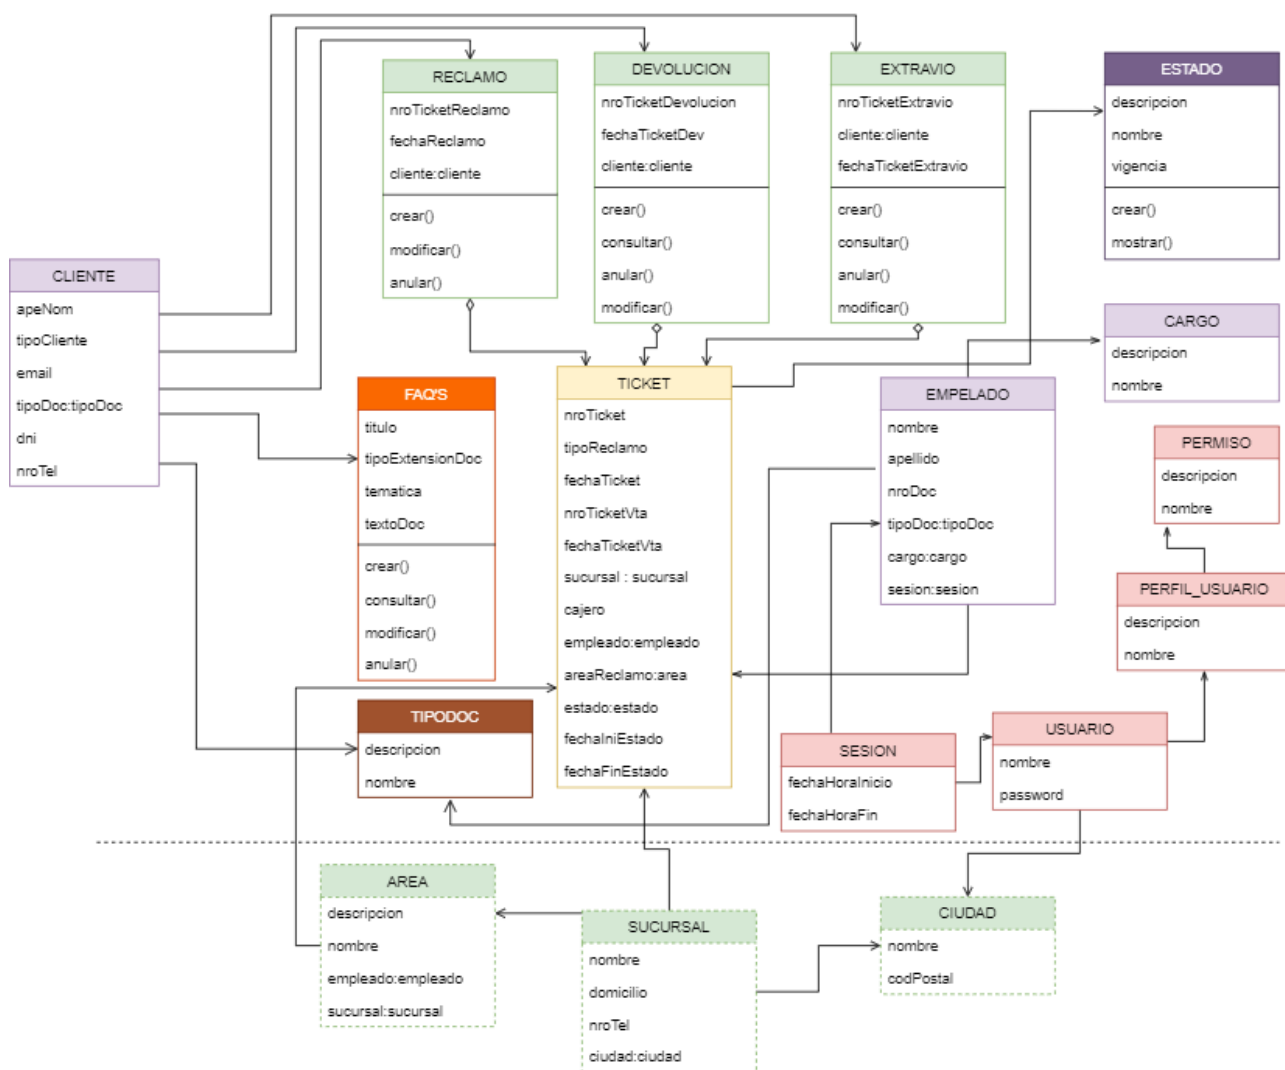 RECLAMO
nroTicketReclamo
fechaReclamo
cliente:cliente
crear()
modificar()
anular()
DEVOLUCION
nroTicketDevolucion
fechaTicketDev
cliente:cliente
crear()
consultar()
anular()
modificar()
EXTRAVIO
nroTicketExtravio
cliente:cliente
fechaTicketExtravio
crear()
consultar()
anular()
modificar()
ESTADO
descripcion
nombre
vigencia
crear()
mostrar()
CLIENTE
apeNom
tipoCliente
email
tipoDoc:tipoDoc
dni
nroTel
FAQ'S
titulo
tipoExtensionDoc
tematica
textoDoc
crear()
consultar()
modificar()
anular()
TICKET
nroTicket
tipoReclamo
fechaTicket
nroTicketVta
fechaTicketVta
sucursal : sucursal
cajero
empleado:empleado
areaReclamo:area
estado:estado
fechaIniEstado
fechaFinEstado
EMPELADO
nombre
apellido
nroDoc
tipoDoc:tipoDoc
cargo:cargo
sesion:sesion
CARGO
descripcion
nombre
PERMISO
descripcion
nombre
PERFIL_USUARIO
descripcion
nombre
TIPODOC
descripcion
nombre
SESION
fechaHoraInicio
fechaHoraFin
USUARIO
nombre
password
AREA
descripcion
nombre
empleado:empleado
sucursal:sucursal
SUCURSAL
nombre
domicilio
nroTel
ciudad:ciudad
CIUDAD
nombre
codPostal